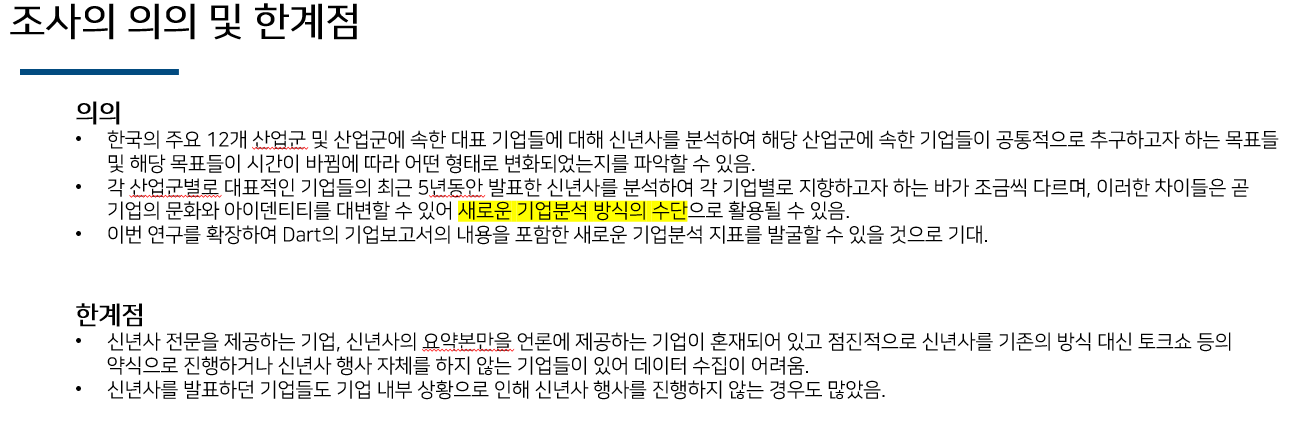 조사의 의의 및 한계점
의의
• 한국의 주요 12개 산업군 및 산업군에 속한 대표 기업들에 대해 신년사를 분석하여 해당 산업군에 속한 기업들이 공통적으로 추구하고자 하는 목표들
및 해당 목표들이 시간이 바뀜에 따라 어떤 형태로 변화되었는지를 파악할 수 있음.
• 각 산업군별로 대표적인 기업들의 최근 5년동안 발표한 신년사를 분석하여 각 기업별로 지향하고자 하는 바가 조금씩 다르며, 이러한 차이들은 곧
기업의 문화와 아이덴티티를 대변할 수 있어 새로운 기업분석 방식의 수단으로 활용될 수 있음.
• 이번 연구를 확장하여 Dart의 기업보고서의 내용을 포함한 새로운 기업분석 지표를 발굴할 수 있을 것으로 기대.
한계점
• 신년사 전문을 제공하는 기업, 신년사의 요약본만을 언론에 제공하는 기업이 혼재되어 있고 점진적으로 신년사를 기존의 방식 대신 토크쇼 등의
약식으로 진행하거나 신년사 행사 자체를 하지 않는 기업들이 있어 데이터 수집이 어려움.
• 신년사를 발표하던 기업들도 기업 내부 상황으로 인해 신년사 행사를 진행하지 않는 경우도 많았음.